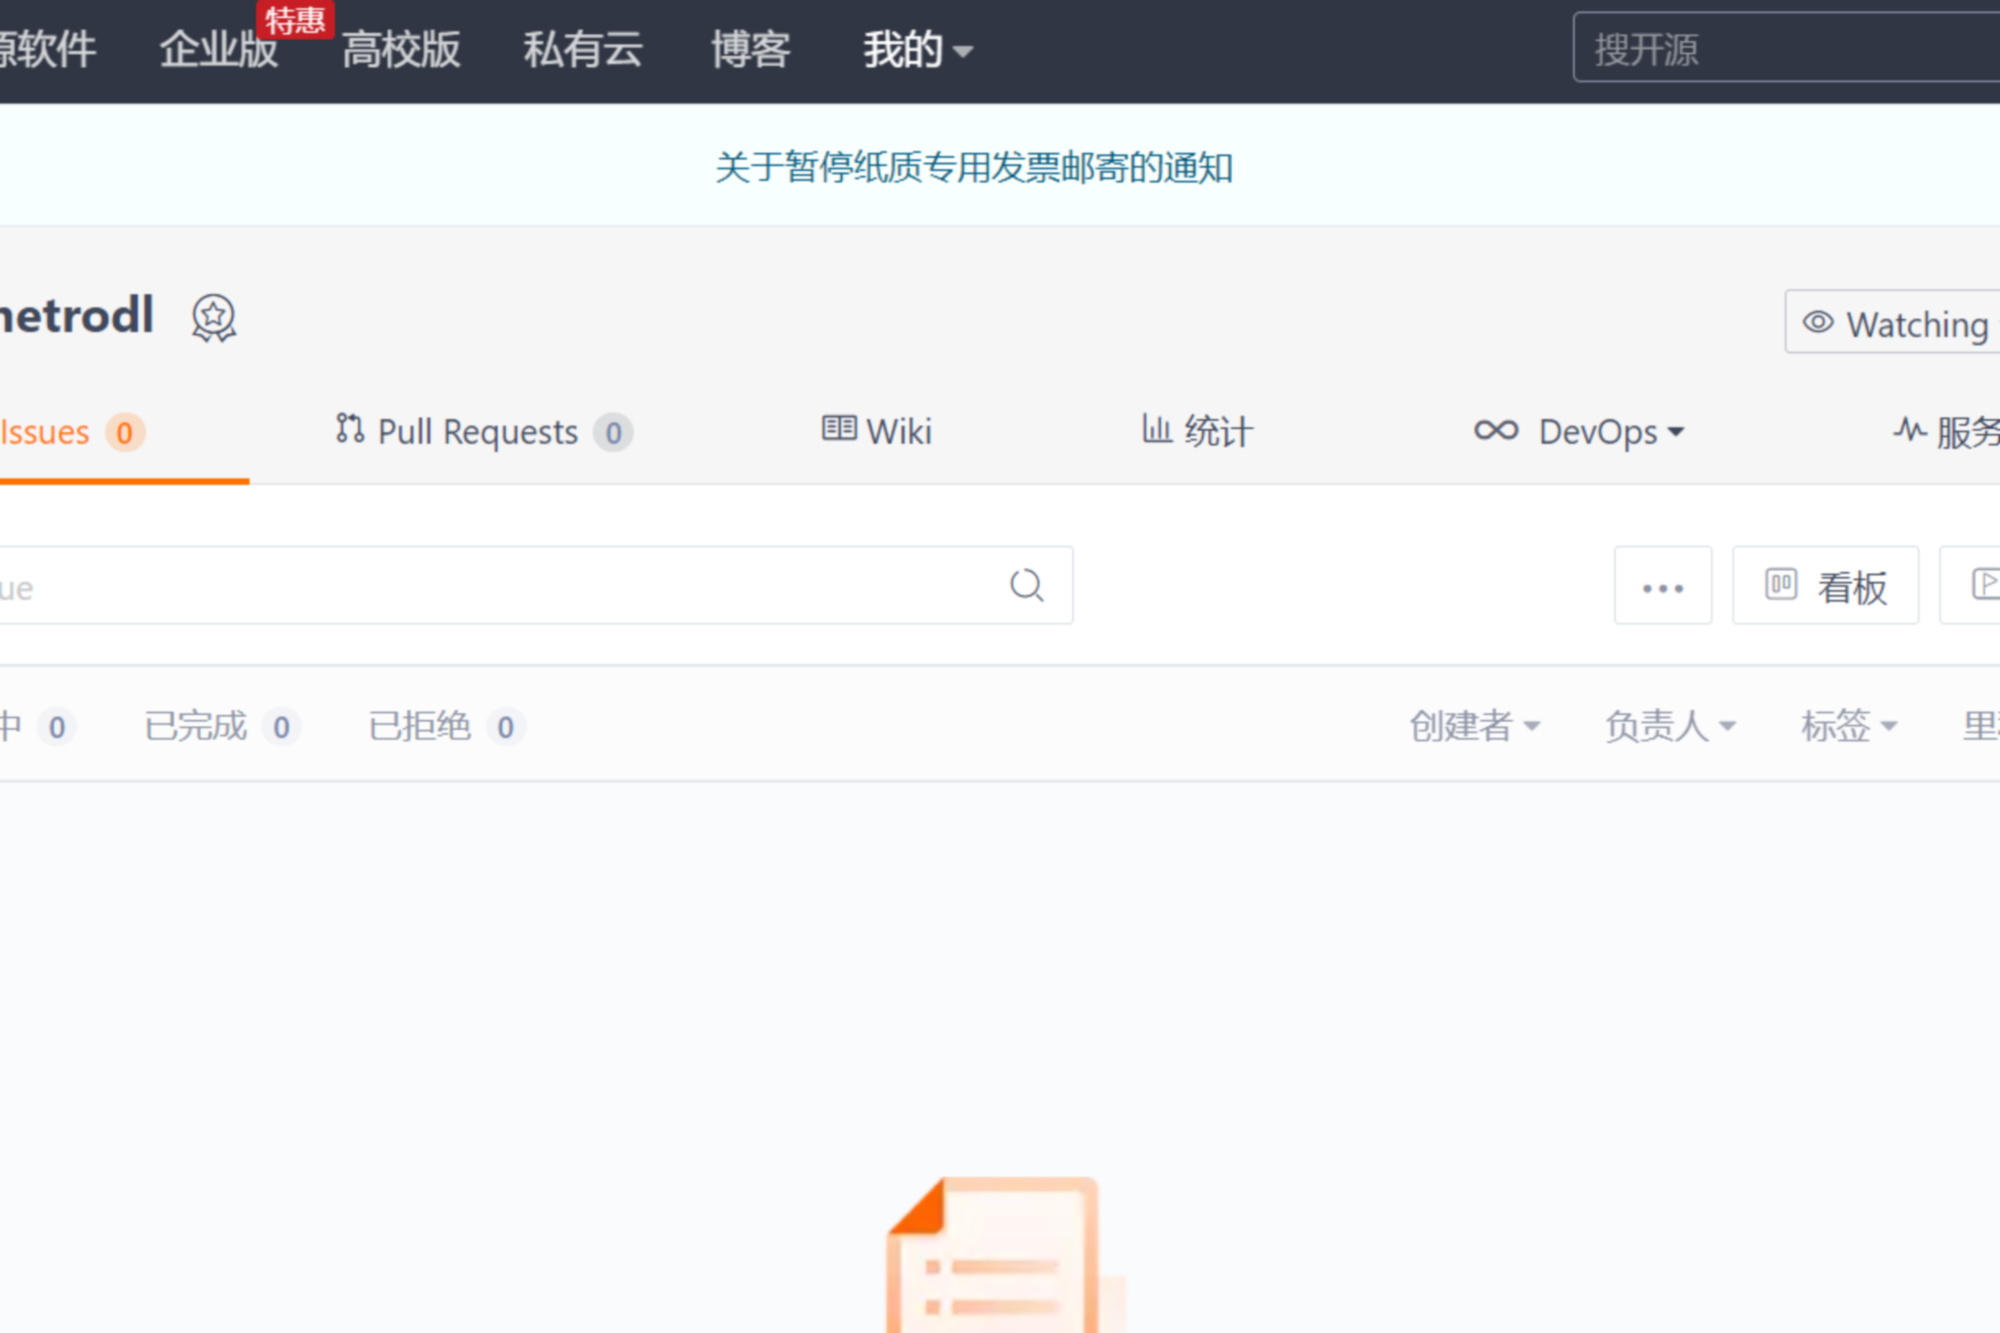 源软件 企业版 特惠 高校版 私有云 博客 我的 搜开源
关于暂停纸质专用发票邮寄的通知
netrodl Watching
Issues 0 Pull Requests 0 Wiki 统计 DevOps 服务
ue 看板
中 0 已完成 0 已拒绝 0 创建者 负责人 标签 里